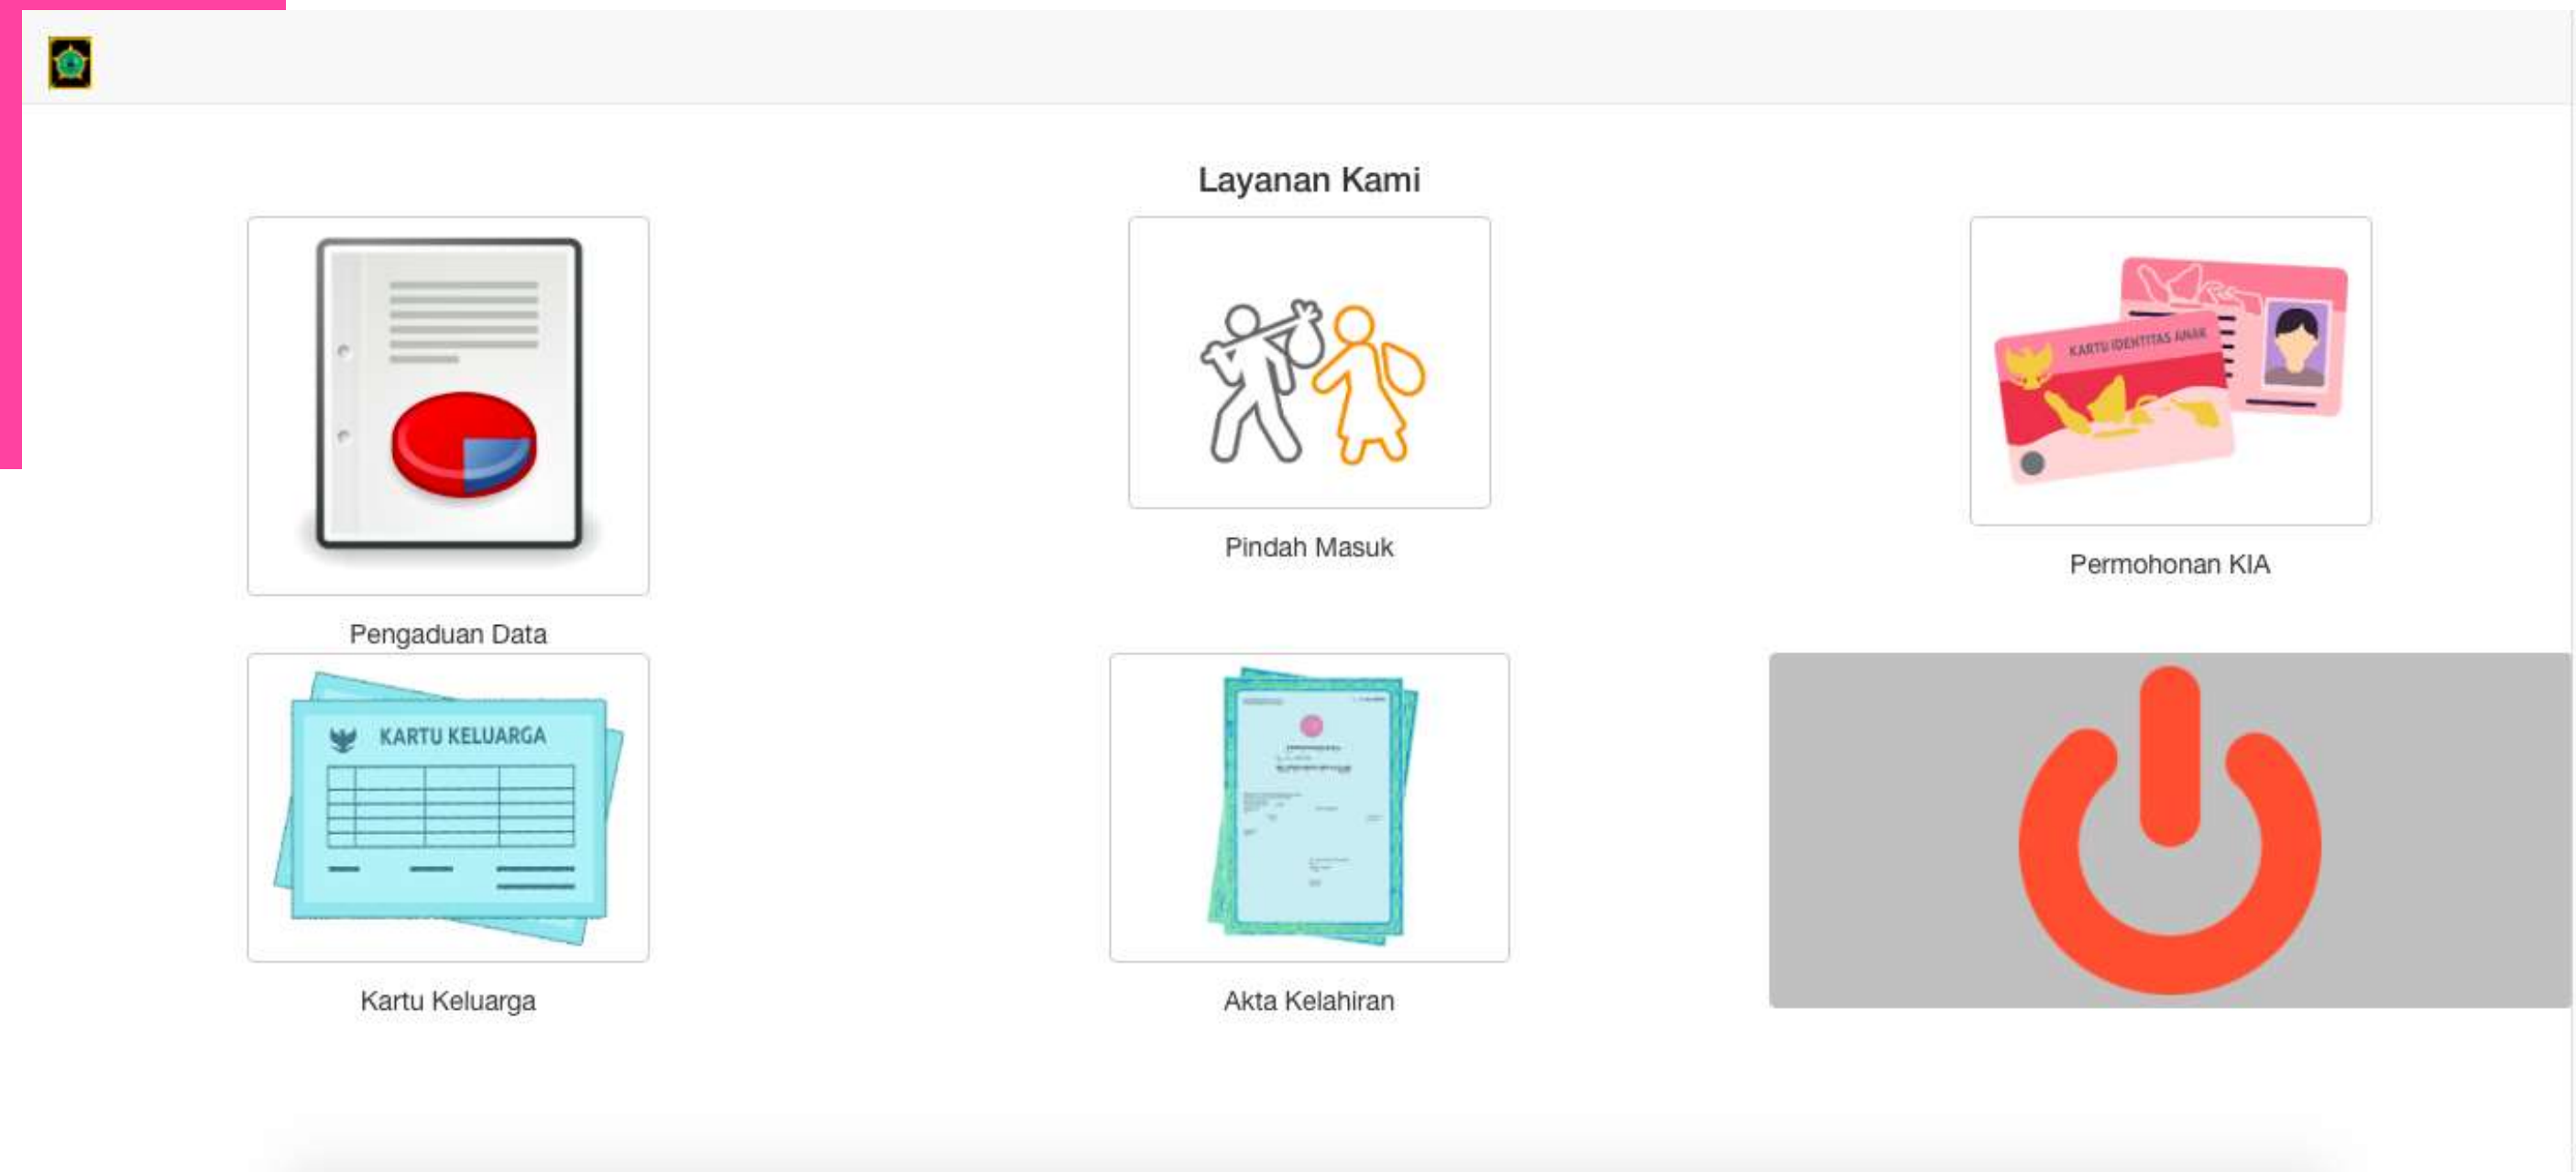 Layanan Kami
KARTU IDENTITAS ANAK
Pindah Masuk
Permohonan KIA
Pengaduan Data
KARTU KELUARGA
Kartu Keluarga
Akta Kelahiran